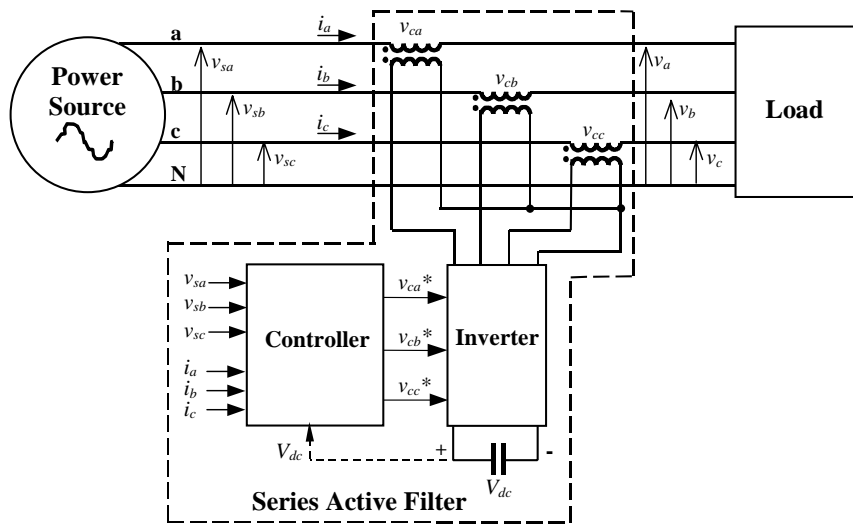 a
i_a
v_ca
Power
Source
v_sa
v_a
b
i_b
v_cb
v_sb
v_b
Load
c
i_c
v_cc
v_sc
v_c
N
v_sa
v_sb
v_sc
i_a
i_b
i_c
Controller
v_ca*
v_cb*
v_cc*
Inverter
V_dc
+
-
V_dc
Series Active Filter